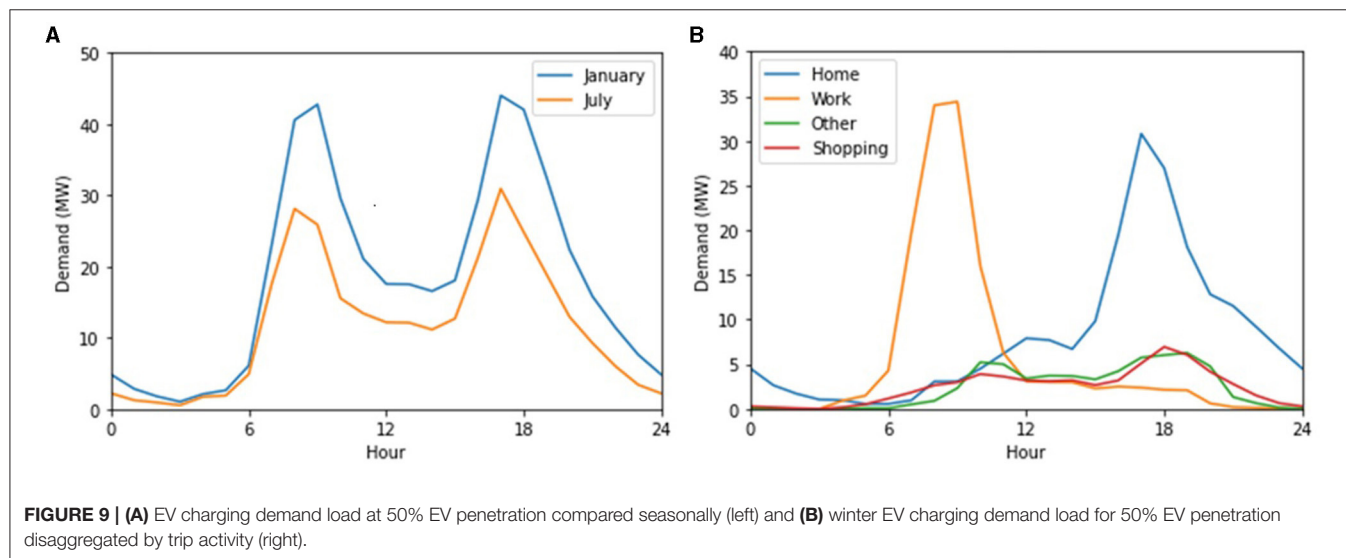 A
50
40
30
20
10
0
Demand (MW)
January
July
0 6 12 18 24
Hour
B
40
35
30
25
20
15
10
5
0
Demand (MW)
Home
Work
Other
Shopping
0 6 12 18 24
Hour
FIGURE 9 | (A) EV charging demand load at 50% EV penetration compared seasonally (left) and (B) winter EV charging demand load for 50% EV penetration
disaggregated by trip activity (right).